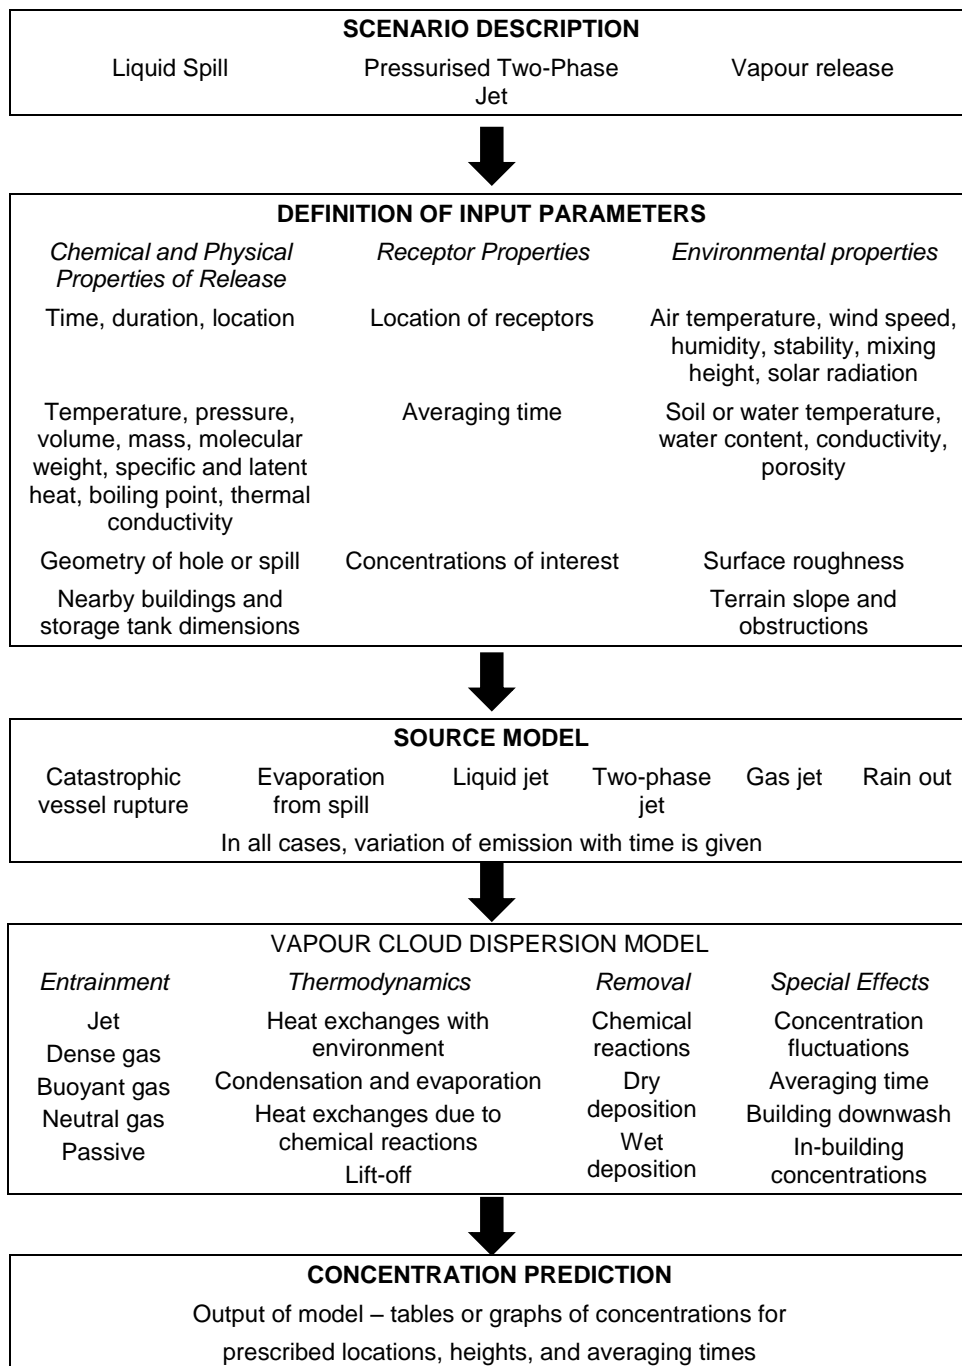 SCENARIO DESCRIPTION
Liquid Spill
Pressurised Two-Phase
Jet
Vapour release
DEFINITION OF INPUT PARAMETERS
Chemical and Physical
Properties of Release
Receptor Properties
Environmental properties
Time, duration, location
Location of receptors
Air temperature, wind speed,
humidity, stability, mixing
height, solar radiation
Temperature, pressure,
volume, mass, molecular
weight, specific and latent
heat, boiling point, thermal
conductivity
Averaging time
Soil or water temperature,
water content, conductivity,
porosity
Geometry of hole or spill
Concentrations of interest
Surface roughness
Nearby buildings and
storage tank dimensions
Terrain slope and
obstructions
SOURCE MODEL
Catastrophic
vessel rupture
Evaporation
from spill
Liquid jet
Two-phase
jet
Gas jet
Rain out
In all cases, variation of emission with time is given
VAPOUR CLOUD DISPERSION MODEL
Entrainment
Jet
Dense gas
Buoyant gas
Neutral gas
Passive
Thermodynamics
Heat exchanges with
environment
Condensation and evaporation
Heat exchanges due to
chemical reactions
Lift-off
Removal
Chemical
reactions
Dry
deposition
Wet
deposition
Special Effects
Concentration
fluctuations
Averaging time
Building downwash
In-building
concentrations
CONCENTRATION PREDICTION
Output of model – tables or graphs of concentrations for
prescribed locations, heights, and averaging times